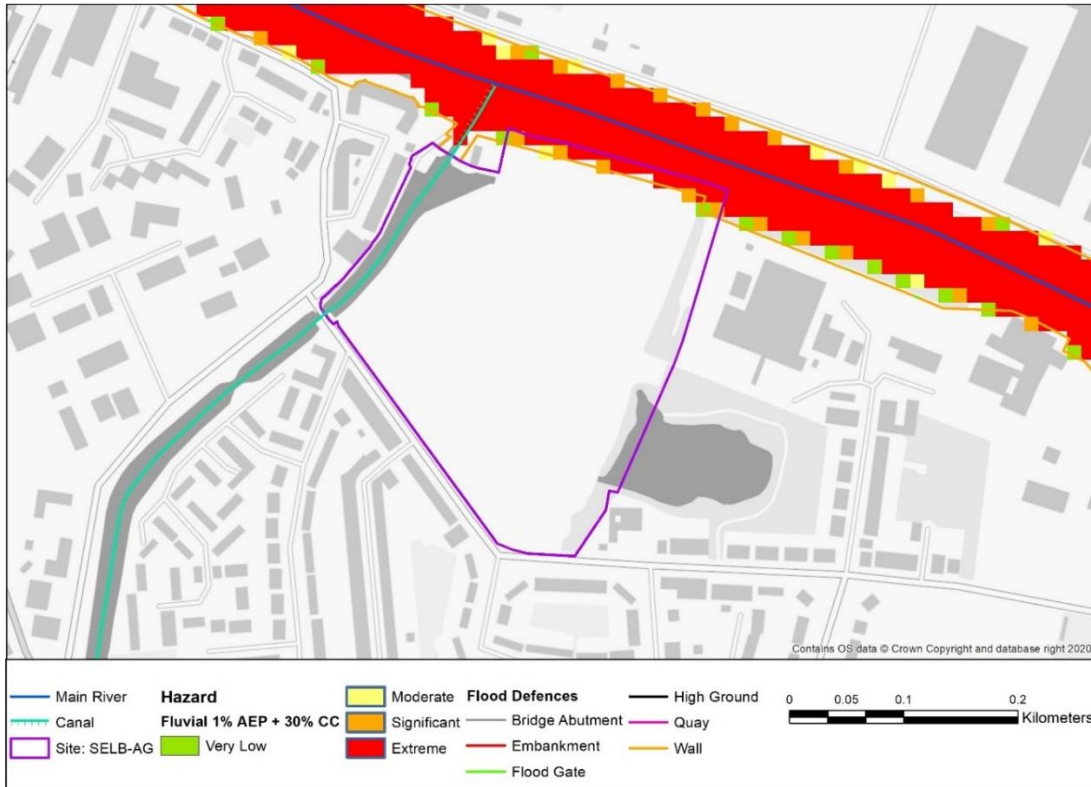 Contains OS data © Crown Copyright and database right 2020
Main River
Canal
Site: SELB-AG
Hazard
Fluvial 1% AEP + 30% CC
Very Low
Moderate
Significant
Extreme
Flood Defences
Bridge Abutment
Embankment
Flood Gate
High Ground
Quay
Wall
0 0.05 0.1 0.2
Kilometers